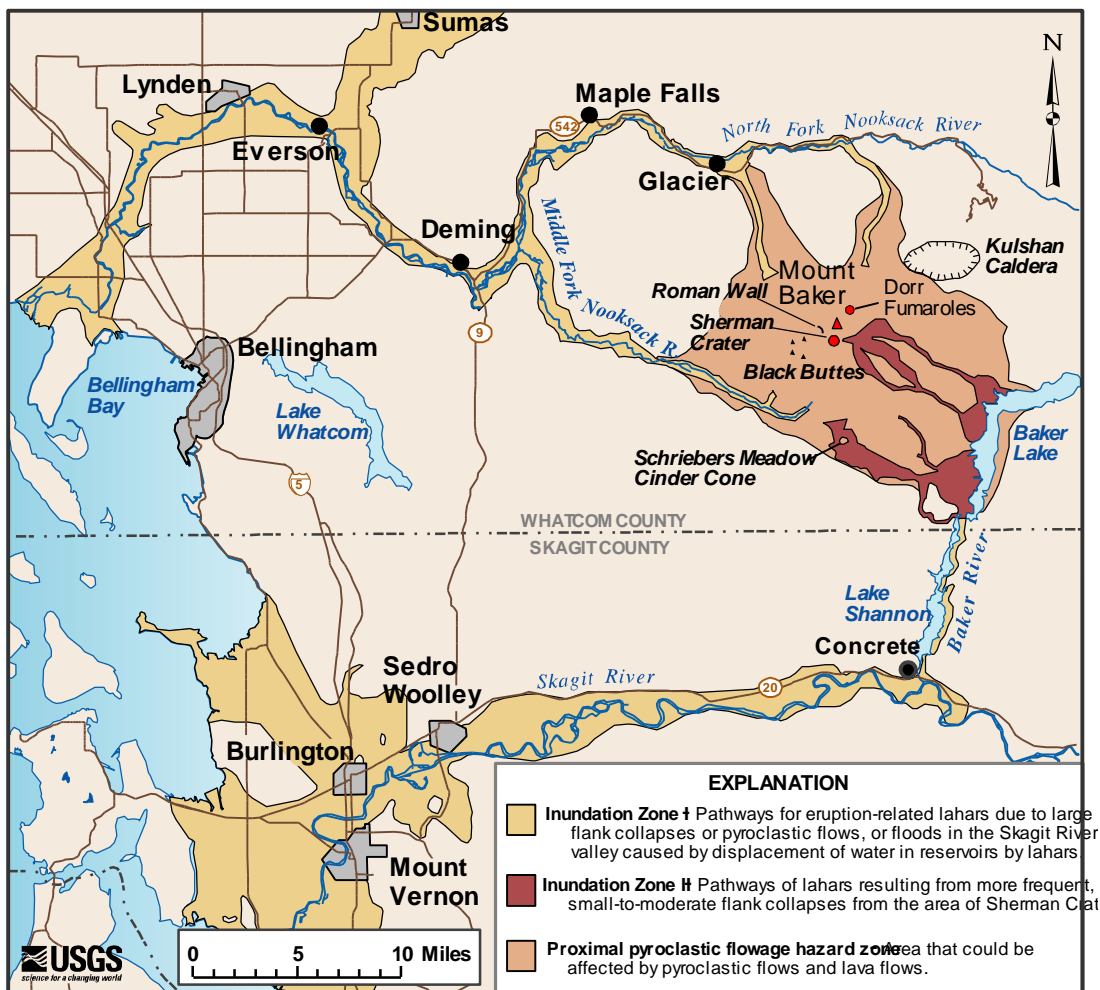 Sumas
N
Lynden
Maple Falls
542
North Fork Nooksack River
Everson
Glacier
Deming
Middle Fork Nooksack R.
Kulshan
Caldera
Mount
Baker
Roman Wall
Dorr
Fumaroles
Sherman
Crater
9
Bellingham
Black Buttes
Bellingham
Bay
Lake
Whatcom
Baker
Lake
Schriebers Meadow
Cinder Cone
5
WHATCOM COUNTY
SKAGIT COUNTY
Baker River
Lake
Shannon
Concrete
Sedro
Woolley
Skagit River
20
Burlington
Mount
Vernon
EXPLANATION
Inundation Zone I- Pathways for eruption-related lahars due to large
flank collapses or pyroclastic flows, or floods in the Skagit River
valley caused by displacement of water in reservoirs by lahars.
Inundation Zone II- Pathways of lahars resulting from more frequent,
small-to-moderate flank collapses from the area of Sherman Crat
Proximal pyroclastic flowage hazard zone- Area that could be
affected by pyroclastic flows and lava flows.
USGS
science for a changing world
0 5 10 Miles